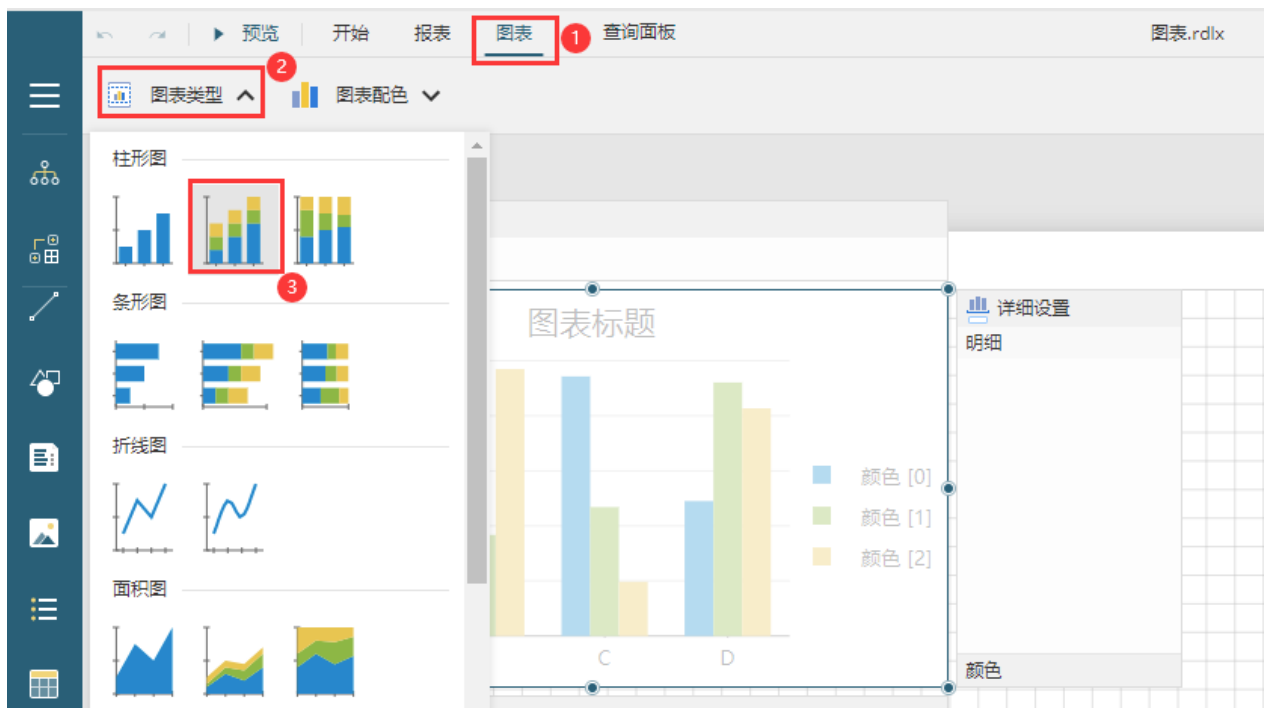 预览 开始 报表 图表 1 查询面板 图表.rdlx
2
图表类型 图表配色
柱形图
3
条形图
折线图
面积图
图表标题
颜色 [0]
颜色 [1]
颜色 [2]
C D
详细设置
明细
颜色